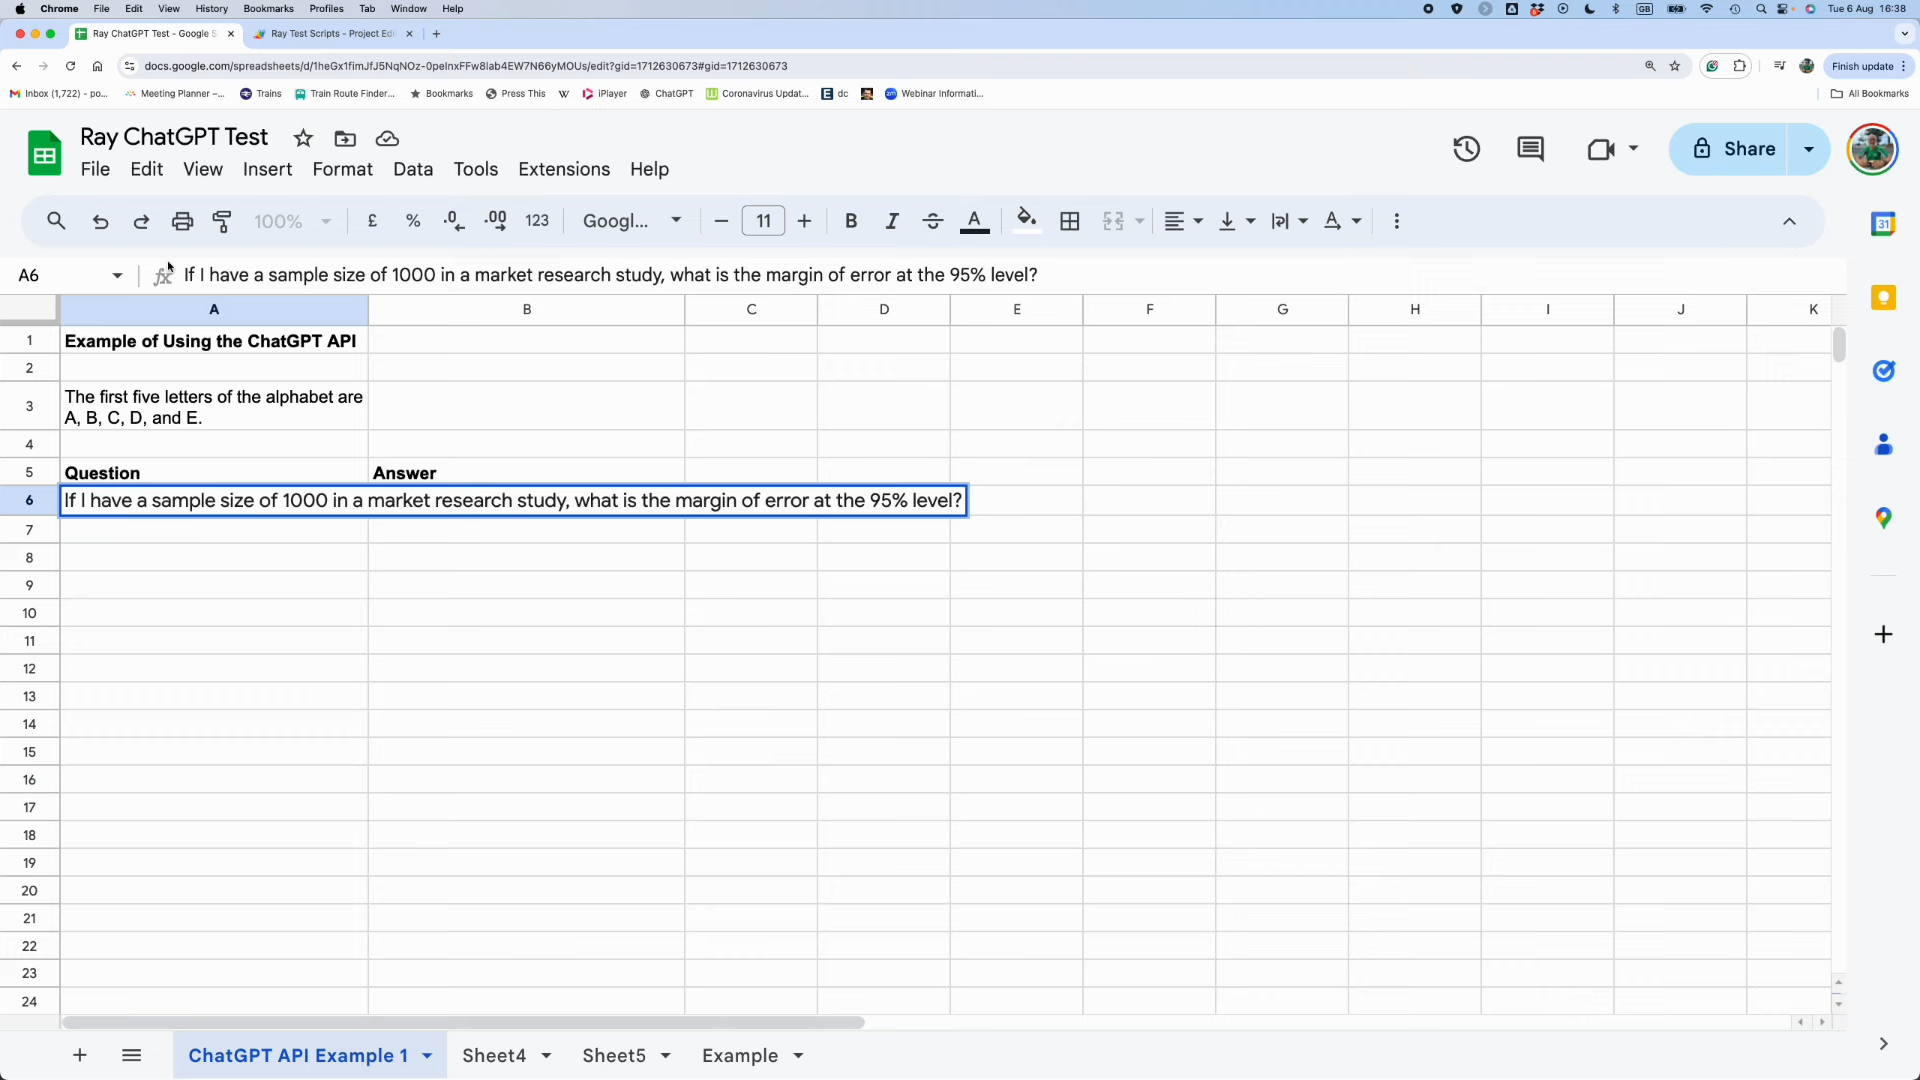 Chrome File Edit View History Bookmarks Profiles Tab Window Help GB Tue 6 Aug 16:38
Ray ChatGPT Test - Google S Ray Test Scripts - Project Edi
docs.google.com/spreadsheets/d/1heGx1fimJfJ5NqNOz-0pelnxFFw8lab4EW7N66yMOUs/edit?gid=1712630673#gid=1712630673 Finish update
Inbox (1,722) - po... Meeting Planner -... Trains Train Route Finder... Bookmarks Press This W iPlayer ChatGPT Coronavirus Updat... E dc zm Webinar Informati... All Bookmarks
Ray ChatGPT Test
File Edit View Insert Format Data Tools Extensions Help
Share
100% £ % .0 .00 123 Googl... 11 B I S A
31
A6 fx If I have a sample size of 1000 in a market research study, what is the margin of error at the 95% level?
A B C D E F G H I J K
1 Example of Using the ChatGPT API
2
3 The first five letters of the alphabet are
A, B, C, D, and E.
4
5 Question Answer
6 If I have a sample size of 1000 in a market research study, what is the margin of error at the 95% level?
7
8
9
10
11
12
13
14
15
16
17
18
19
20
21
22
23
24
ChatGPT API Example 1 Sheet4 Sheet5 Example